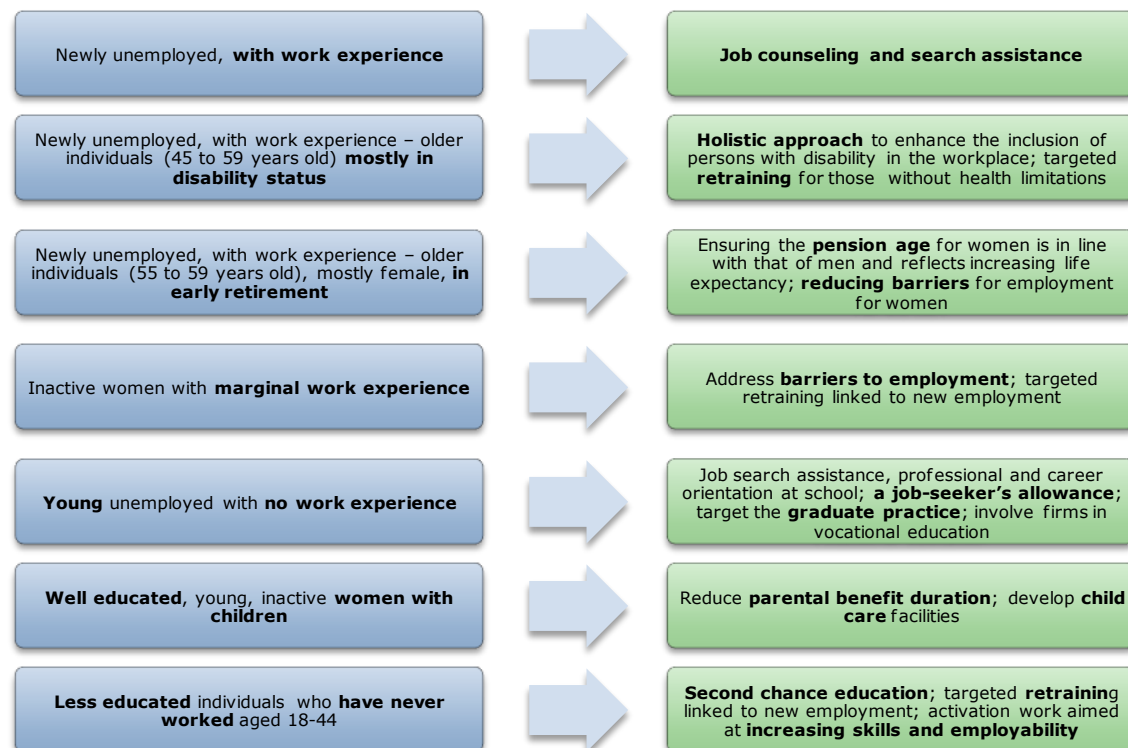 Newly unemployed, with work experience
Job counseling and search assistance
Newly unemployed, with work experience – older
individuals (45 to 59 years old) mostly in
disability status
Holistic approach to enhance the inclusion of
persons with disability in the workplace; targeted
retraining for those without health limitations
Newly unemployed, with work experience – older
individuals (55 to 59 years old), mostly female, in
early retirement
Ensuring the pension age for women is in line
with that of men and reflects increasing life
expectancy; reducing barriers for employment
for women
Inactive women with marginal work experience
Address barriers to employment; targeted
retraining linked to new employment
Young unemployed with no work experience
Job search assistance, professional and career
orientation at school; a job-seeker's allowance;
target the graduate practice; involve firms in
vocational education
Well educated, young, inactive women with
children
Reduce parental benefit duration; develop child
care facilities
Less educated individuals who have never
worked aged 18-44
Second chance education; targeted retraining
linked to new employment; activation work aimed
at increasing skills and employability